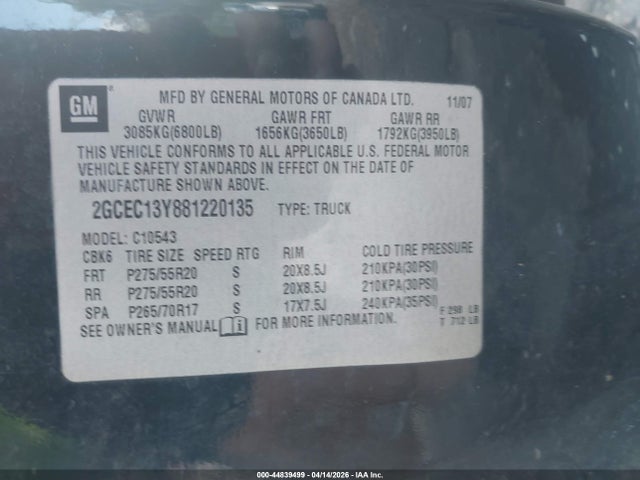 GM
MFD BY GENERAL MOTORS OF CANADA LTD. 11/07
GVWR GAWR FRT GAWR RR
3085KG(6800LB) 1656KG(3650LB) 1792KG(3950LB)
THIS VEHICLE CONFORMS TO ALL APPLICABLE U.S. FEDERAL MOTOR
VEHICLE SAFETY STANDARDS IN EFFECT ON THE DATE OF
MANUFACTURE SHOWN ABOVE.
2GCEC13Y881220135 TYPE: TRUCK
MODEL: C10543
CBK6 TIRE SIZE SPEED RTG RIM COLD TIRE PRESSURE
FRT P275/55R20 S 20X8.5J 210KPA(30PSI)
RR P275/55R20 S 20X8.5J 210KPA(30PSI)
SPA P265/70R17 S 17X7.5J 240KPA(35PSI)
SEE OWNER'S MANUAL FOR MORE INFORMATION.
F 298 LB
T 712 LB
000-44839499 | 04/14/2026 | IAA Inc.